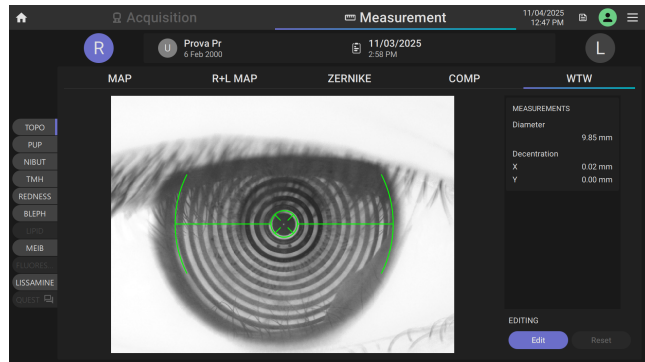 Acquisition
Measurement
11/04/2025
12:47 PM
R
U
Prova Pr
6 Feb 2000
11/03/2025
2:58 PM
L
MAP
R+L MAP
ZERNIKE
COMP
WTW
TOPO
PUP
NIBUT
TMH
REDNESS
BLEPH
LIPID
MEIB
FLUORES..
LISSAMINE
QUEST
MEASUREMENTS
Diameter
9.85 mm
Decentration
X 0.02 mm
Y 0.00 mm
EDITING
Edit
Reset